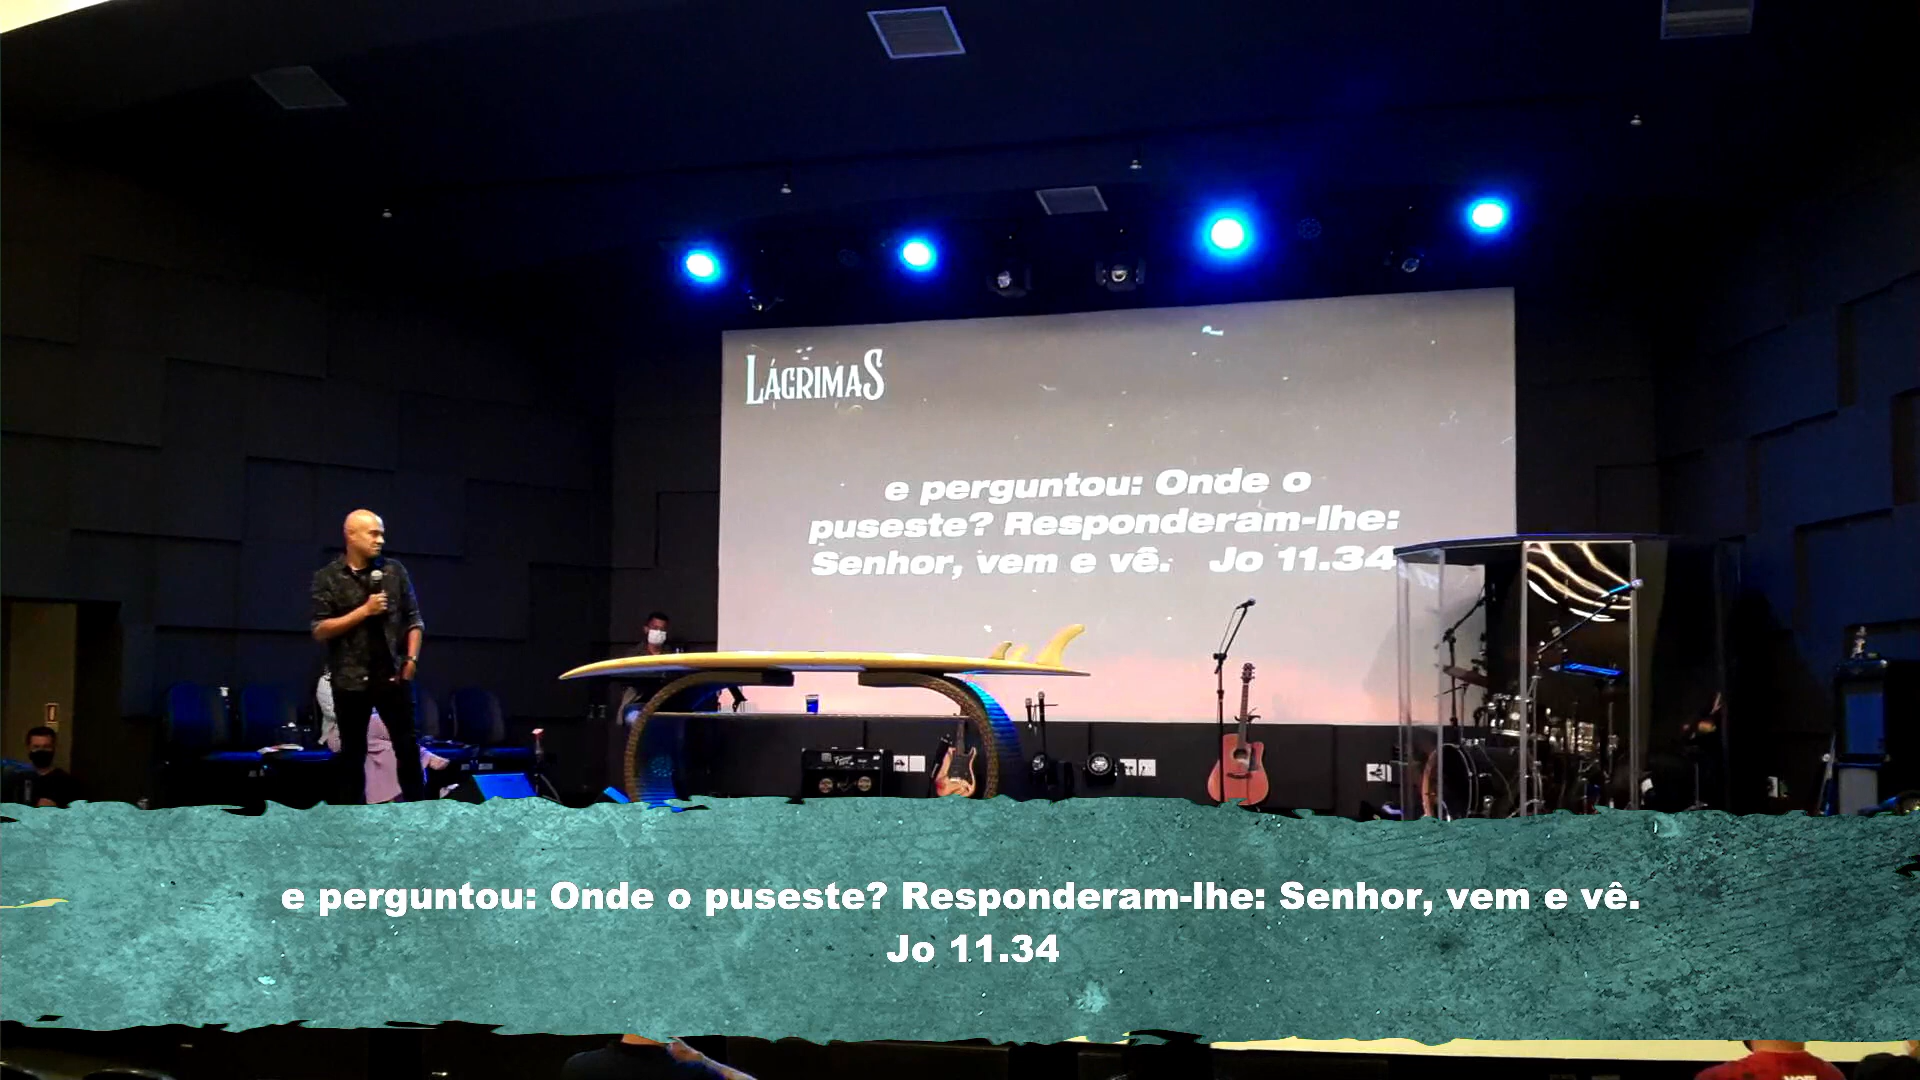 LÁGRIMAS
e perguntou: Onde o
puseste? Responderam-lhe:
Senhor, vem e vê. Jo 11.34
e perguntou: Onde o puseste? Responderam-lhe: Senhor, vem e vê.
Jo 11.34